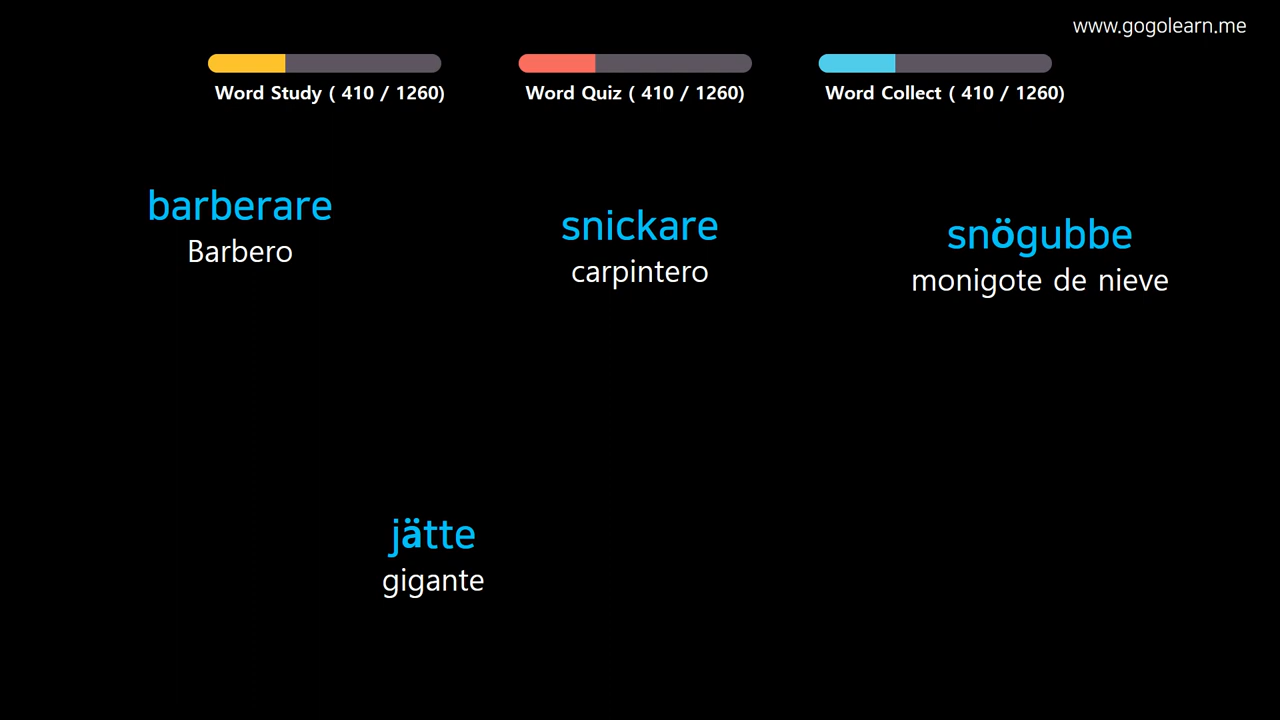 www.gogolearn.me
Word Study ( 410 / 1260)
Word Quiz ( 410 / 1260)
Word Collect ( 410 / 1260)
barberare
Barbero
snickare
carpintero
snögubbe
monigote de nieve
jätte
gigante